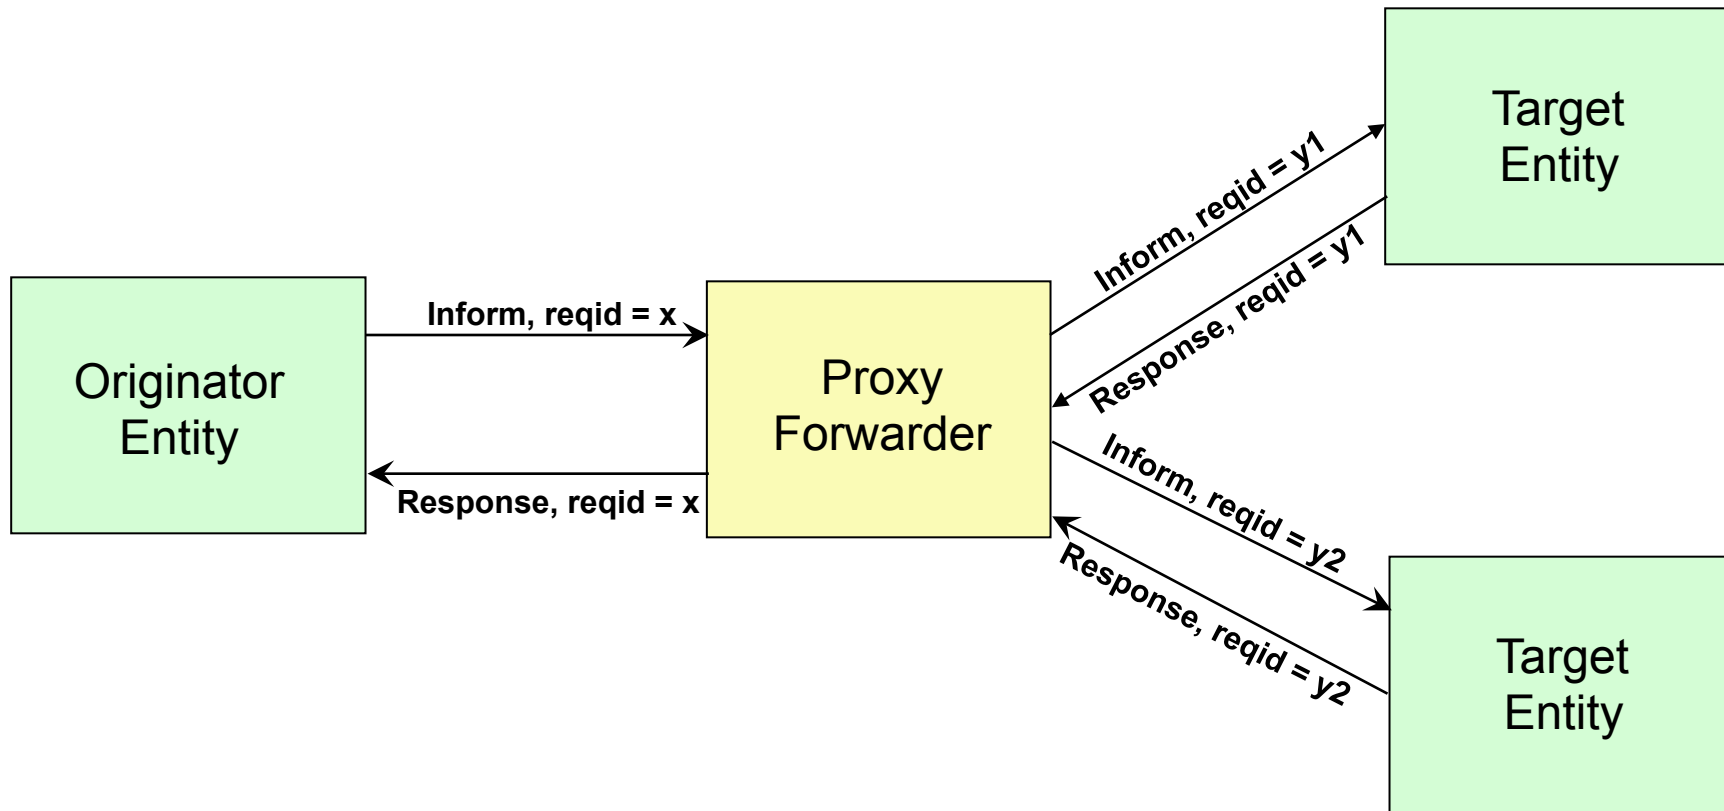 Originator
Entity
Inform, reqid = x
Response, reqid = x
Proxy
Forwarder
Inform, reqid = y1
Response, reqid = y1
Target
Entity
Inform, reqid = y2
Response, reqid = y2
Target
Entity